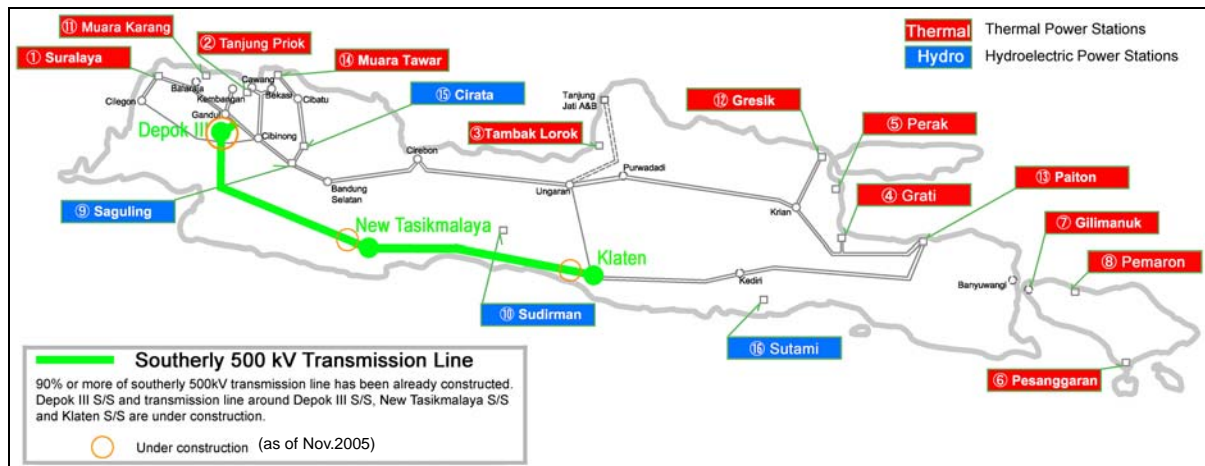 ⑪ Muara Karang
② Tanjung Priok
① Suralaya
⑭ Muara Tawar
⑮ Cirata
Thermal Thermal Power Stations
Hydro Hydroelectric Power Stations
Cilegon
Balaraja
Kembangan
Gandul
Cawang
Bekasi
Cibatu
Cibinong
Depok III
Tanjung
Jati A&B
③Tambak Lorok
⑫ Gresik
⑤ Perak
Cirebon
Bandung
Selatan
Ungaran
Purwadadi
Krian
④ Grati
⑬ Paiton
⑨ Saguling
New Tasikmalaya
Klaten
Kediri
⑦ Gilimanuk
⑧ Pemaron
Banyuwangi
⑩ Sudirman
⑯ Sutami
⑥ Pesanggaran
Southerly 500 kV Transmission Line
90% or more of southerly 500kV transmission line has been already constructed.
Depok III S/S and transmission line around Depok III S/S, New Tasikmalaya S/S
and Klaten S/S are under construction.
Under construction (as of Nov.2005)